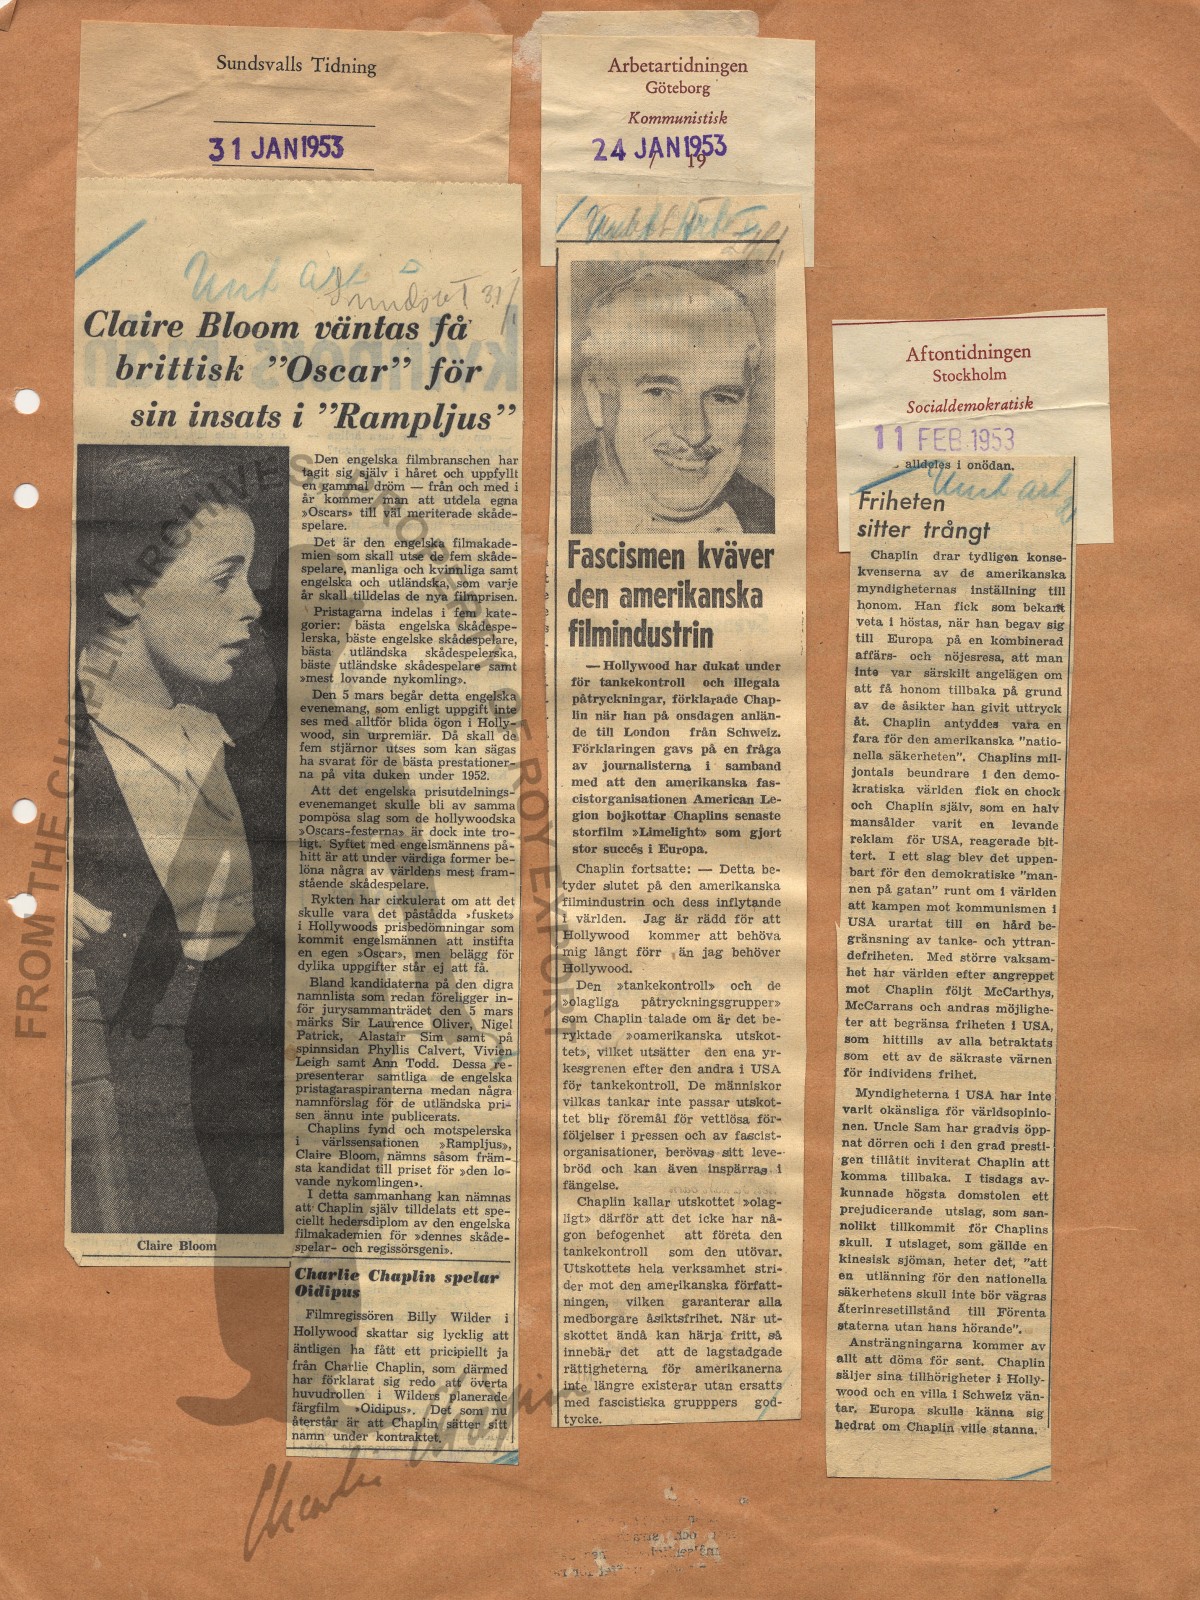 Sundsvalls Tidning
31 JAN 1953
Claire Bloom väntas få
brittisk ”Oscar” för
sin insats i ”Rampljus”
Den engelska filmbranschen har
tagit sig själv i håret och uppfyllt
en gammal dröm — från och med i
år kommer man att utdela egna
»Oscars» till väl meriterade skåde-
spelare.
Det är den engelska filmakade-
mien som skall utse de fem skåde-
spelare, manliga och kvinnliga samt
engelska och utländska, som varje
år skall tilldelas de nya filmprisen.
Pristagarna indelas i fem kate-
gorier: bästa engelska skådespe-
lerska, bäste engelske skådespelare,
bästa utländska skådespelerska,
bäste utländske skådespelare samt
»mest lovande nykomling».
Den 5 mars begår detta engelska
evenemang, som enligt uppgift inte
ses med alltför blida ögon i Holly-
wood, sin urpremiär. Då skall de
fem stjärnor utses som kan sägas
ha svarat för de bästa prestationer-
na på vita duken under 1952.
Att det engelska prisutdelnings-
evenemanget skulle bli av samma
pompösa slag som de hollywoodska
»Oscars-festerna» är dock inte tro-
ligt. Syftet med engelsmännens på-
hitt är att under värdiga former be-
löna några av världens mest fram-
stående skådespelare.
Rykten har cirkulerat om att det
skulle vara det påstådda »fusket»
i Hollywoods prisbedömningar som
kommit engelsmännen att instifta
en egen »Oscar», men belägg för
dylika uppgifter står ej att få.
Bland kandidaterna på den digra
namnlista som redan föreligger in-
för jurysammanträdet den 5 mars
märks Sir Laurence Oliver, Nigel
Patrick, Alastair Sim samt på
spinnsidan Phyllis Calvert, Vivien
Leigh samt Ann Todd. Dessa re-
presenterar samtliga de engelska
pristagaraspiranterna medan några
namnförslag för de utländska pri-
sen ännu inte publicerats.
Chaplins fynd och motspelerska
i världssensationen »Rampljus»,
Claire Bloom, nämns såsom främ-
sta kandidat till priset för »den lo-
vande nykomlingen».
I detta sammanhang kan nämnas
att Chaplin själv tilldelats ett spe-
ciellt hedersdiplom av den engelska
filmakademien för »dennes skåde-
spelar- och regissörsgeni».
Claire Bloom
Charlie Chaplin spelar
Oidipus
Filmregissören Billy Wilder i
Hollywood skattar sig lycklig att
äntligen ha fått ett pricipiellt ja
från Charlie Chaplin, som därmed
har förklarat sig redo att överta
huvudrollen i Wilders planerade
färgfilm »Oidipus». Det som nu
återstår är att Chaplin sätter sitt
namn under kontraktet.
Arbetartidningen
Göteborg
Kommunistisk
24 JAN 1953
/ 19
Fascismen kväver
den amerikanska
filmindustrin
— Hollywood har dukat under
för tankekontroll och illegala
påtryckningar, förklarade Chap-
lin när han på onsdagen anlän-
de till London från Schweiz.
Förklaringen gavs på en fråga
av journalisterna i samband
med att den amerikanska fas-
cistorganisationen American Le-
gion bojkottar Chaplins senaste
storfilm »Limelight» som gjort
stor succés i Europa.
Chaplin fortsatte: — Detta be-
tyder slutet på den amerikanska
filmindustrin och dess inflytande
i världen. Jag är rädd för att
Hollywood kommer att behöva
mig långt förr än jag behöver
Hollywood.
Den »tankekontroll» och de
»olagliga påtryckningsgrupper»
som Chaplin talade om är det be-
ryktade »oamerikanska utskot-
tet», vilket utsätter den ena yr-
kesgrenen efter den andra i USA
för tankekontroll. De människor
vilkas tankar inte passar utskot-
tet blir föremål för vettlösa för-
följelser i pressen och av fascist-
organisationer, berövas sitt leve-
bröd och kan även inspärras i
fängelse.
Chaplin kallar utskottet »olag-
ligt» därför att det icke har nå-
gon befogenhet att företa den
tankekontroll som den utövar.
Utskottets hela verksamhet stri-
der mot den amerikanska författ-
ningen, vilken garanterar alla
medborgare åsiktsfrihet. När ut-
skottet ändå kan härja fritt, så
innebär det att de lagstadgade
rättigheterna för amerikanerna
inte längre existerar utan ersatts
med fascistiska grupppers god-
tycke.
Aftontidningen
Stockholm
Socialdemokratisk
11 FEB 1953
alldeles i onödan.
Friheten
sitter trångt
Chaplin drar tydligen konse-
kvenserna av de amerikanska
myndigheternas inställning till
honom. Han fick som bekant
veta i höstas, när han begav sig
till Europa på en kombinerad
affärs- och nöjesresa, att man
inte var särskilt angelägen om
att få honom tillbaka på grund
av de åsikter han givit uttryck
åt. Chaplin antyddes vara en
fara för den amerikanska ”natio-
nella säkerheten”. Chaplins mil-
jontals beundrare i den demo-
kratiska världen fick en chock
och Chaplin själv, som en halv
mansålder varit en levande
reklam för USA, reagerade bit-
tert. I ett slag blev det uppen-
bart för den demokratiske ”man-
nen på gatan” runt om i världen
att kampen mot kommunismen i
USA urartat till en hård be-
gränsning av tanke- och yttran-
defriheten. Med större vaksam-
het har världen efter angreppet
mot Chaplin följt McCarthys,
McCarrans och andras möjlighe-
ter att begränsa friheten i USA,
som hittills av alla betraktats
som ett av de säkraste värnen
för individens frihet.
Myndigheterna i USA har inte
varit okänsliga för världsopinio-
nen. Uncle Sam har gradvis öpp-
nat dörren och i den grad presti-
gen tillåtit inviterat Chaplin att
komma tillbaka. I tisdags av-
kunnade högsta domstolen ett
prejudicerande utslag, som san-
nolikt tillkommit för Chaplins
skull. I utslaget, som gällde en
kinesisk sjöman, heter det, ”att
en utlänning för den nationella
säkerhetens skull inte bör vägras
återinresetillstånd till Förenta
staterna utan hans hörande”.
Ansträngningarna kommer av
allt att döma för sent. Chaplin
säljer sina tillhörigheter i Holly-
wood och en villa i Schweiz vän-
tar. Europa skulle känna sig
hedrat om Chaplin ville stanna.
FROM THE CHAPLIN ARCHIVES. PROPERTY OF ROY EXPORT
Charlie Chaplin